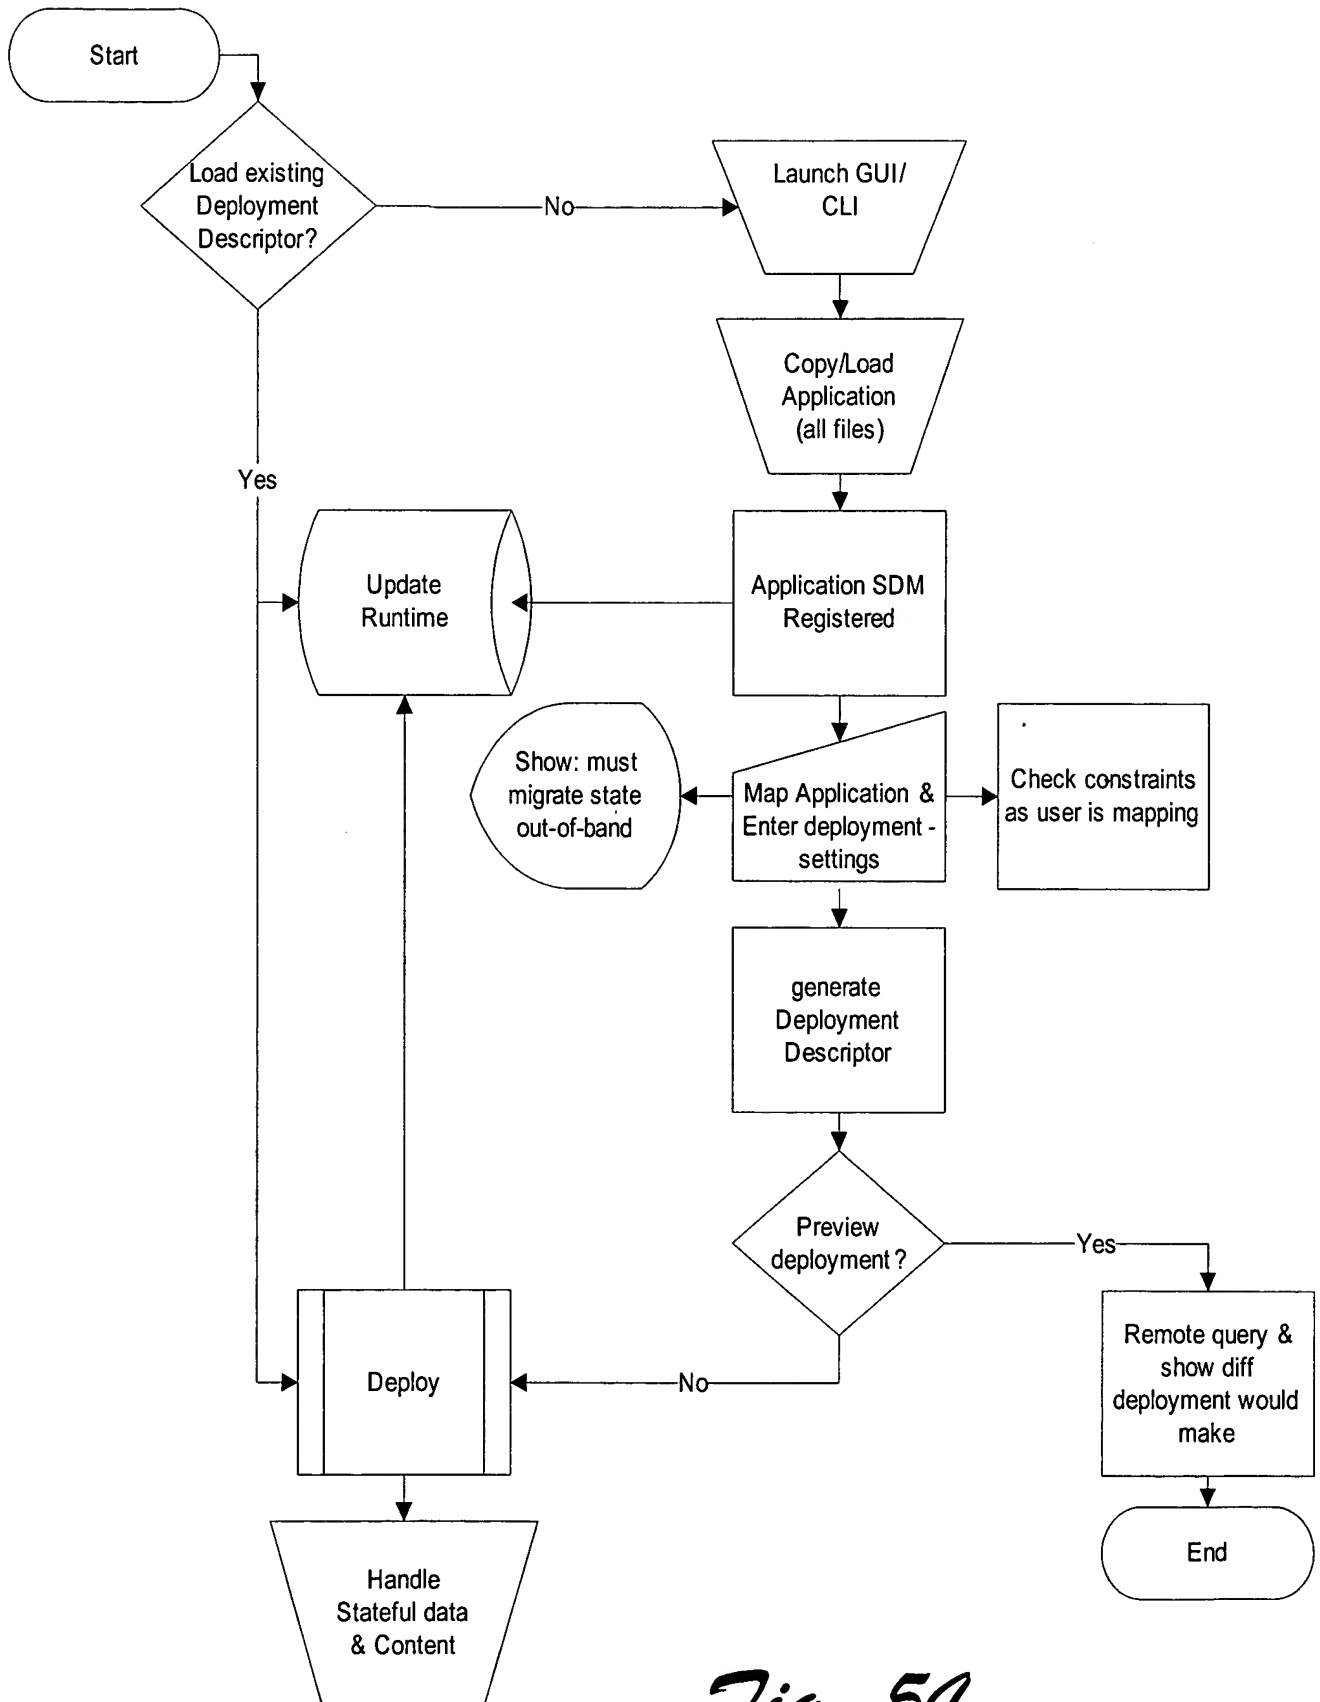 Start
Load existing
Deployment
Descriptor?
No
Launch GUI/
CLI
Copy/Load
Application
(all files)
Yes
Update
Runtime
Application SDM
Registered
Show: must
migrate state
out-of-band
Map Application &
Enter deployment -
settings
Check constraints
as user is mapping
generate
Deployment
Descriptor
Preview
deployment?
Yes
Remote query &
show diff
deployment would
make
Deploy
No
End
Handle
Stateful data
& Content
Fig. 5A